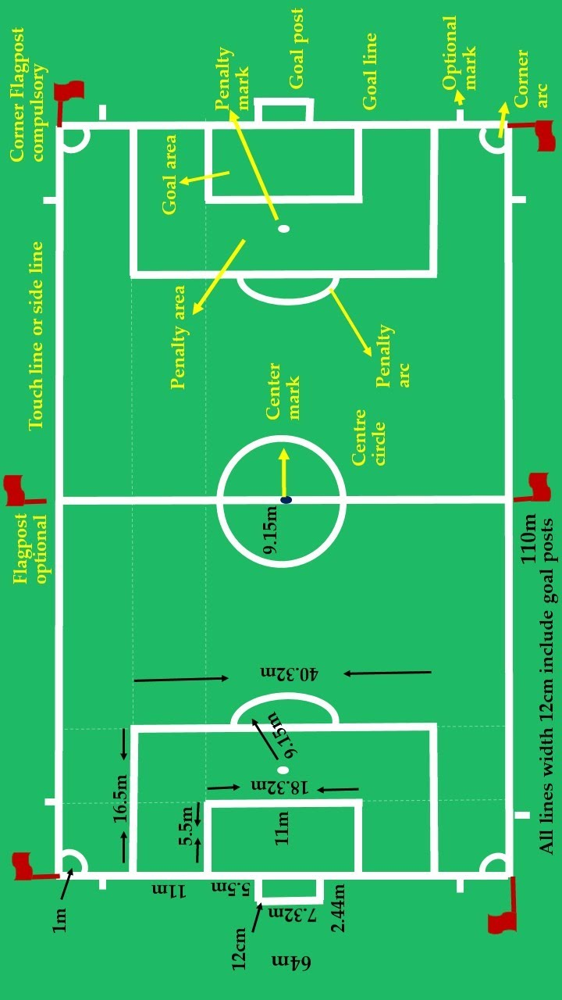 Corner Flagpost
compulsory
Touch line or side line
Flagpost
optional
Penalty
mark
Goal post
Goal line
Optional
mark
Corner
arc
Goal area
Penalty area
Penalty
arc
Center
mark
Centre
circle
9.15m
110m
All lines width 12cm include goal posts
40.32m
9.15m
16.5m
18.32m
5.5m
11m
11m
5.5m
7.32m
2.44m
1m
12cm
64m